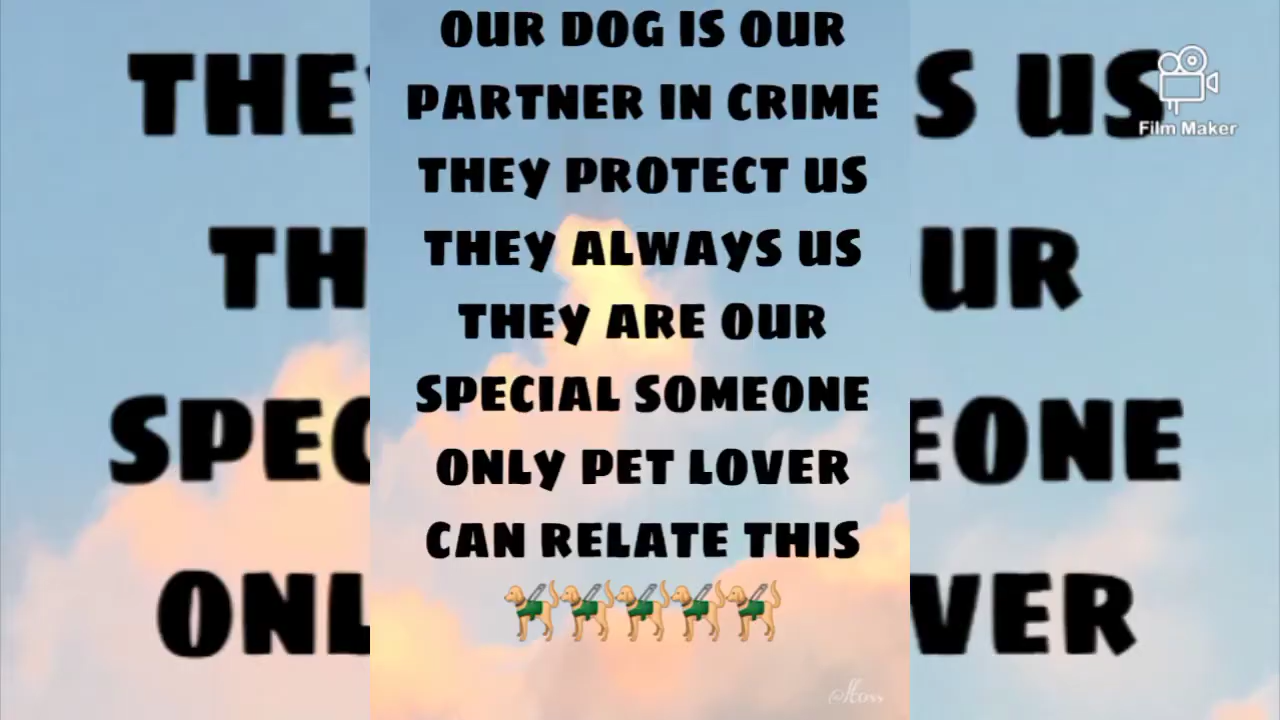 OUR DOG IS OUR
PARTNER IN CRIME
THEY PROTECT US
THEY ALWAYS US
THEY ARE OUR
SPECIAL SOMEONE
ONLY PET LOVER
CAN RELATE THIS
🦮🦮🦮🦮🦮
Film Maker